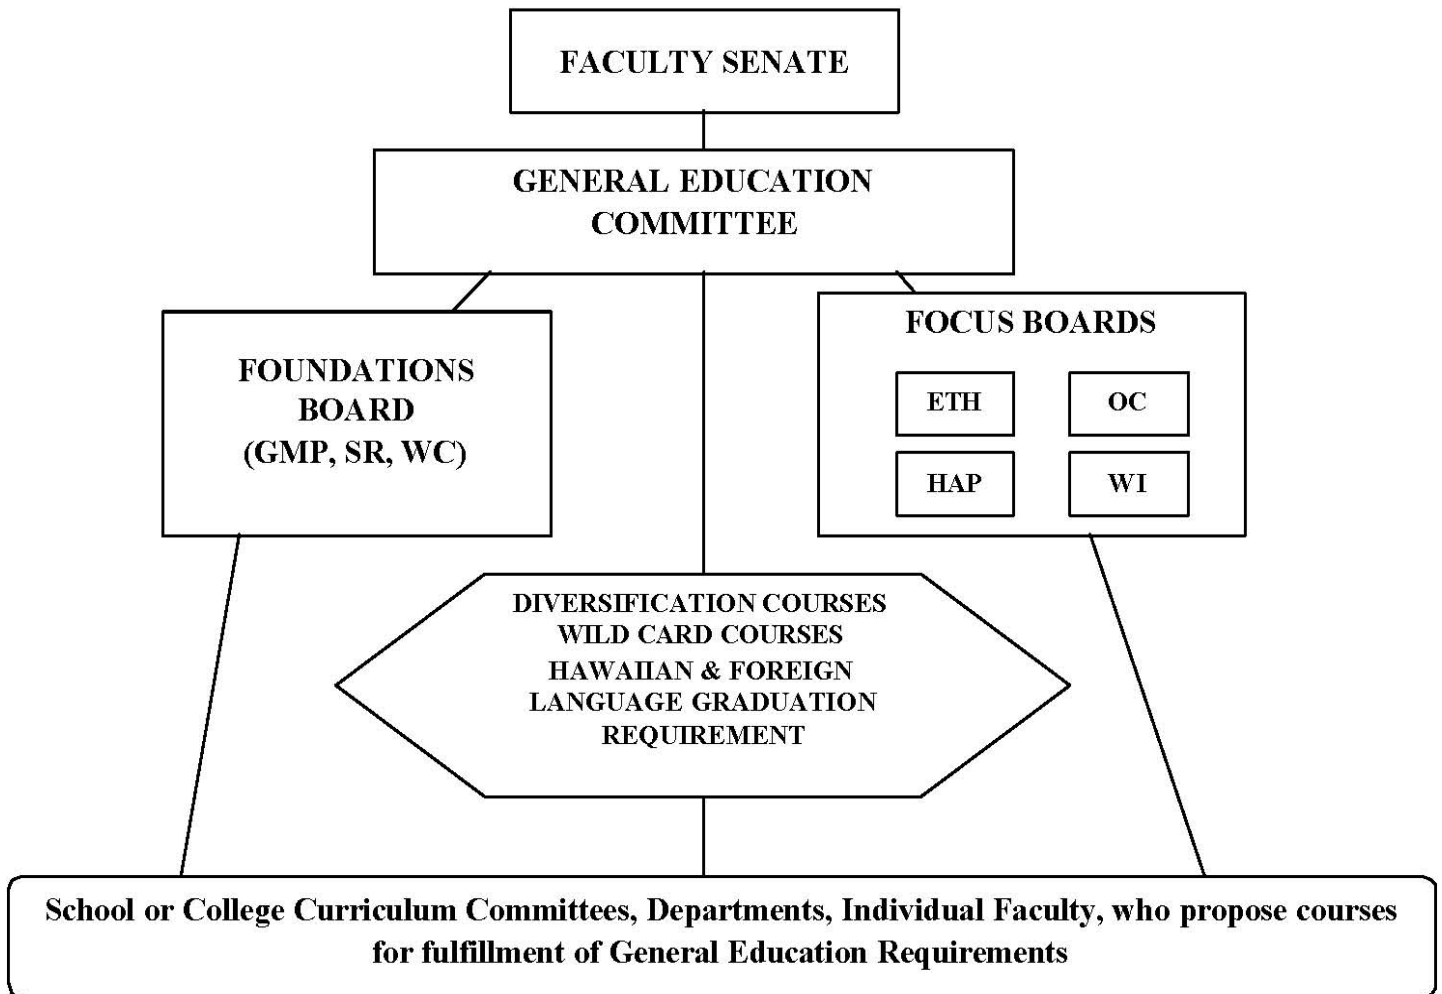 FACULTY SENATE
GENERAL EDUCATION
COMMITTEE
FOUNDATIONS
BOARD
(GMP, SR, WC)
FOCUS BOARDS
ETH
OC
HAP
WI
DIVERSIFICATION COURSES
WILD CARD COURSES
HAWAIIAN & FOREIGN
LANGUAGE GRADUATION
REQUIREMENT
School or College Curriculum Committees, Departments, Individual Faculty, who propose courses
for fulfillment of General Education Requirements